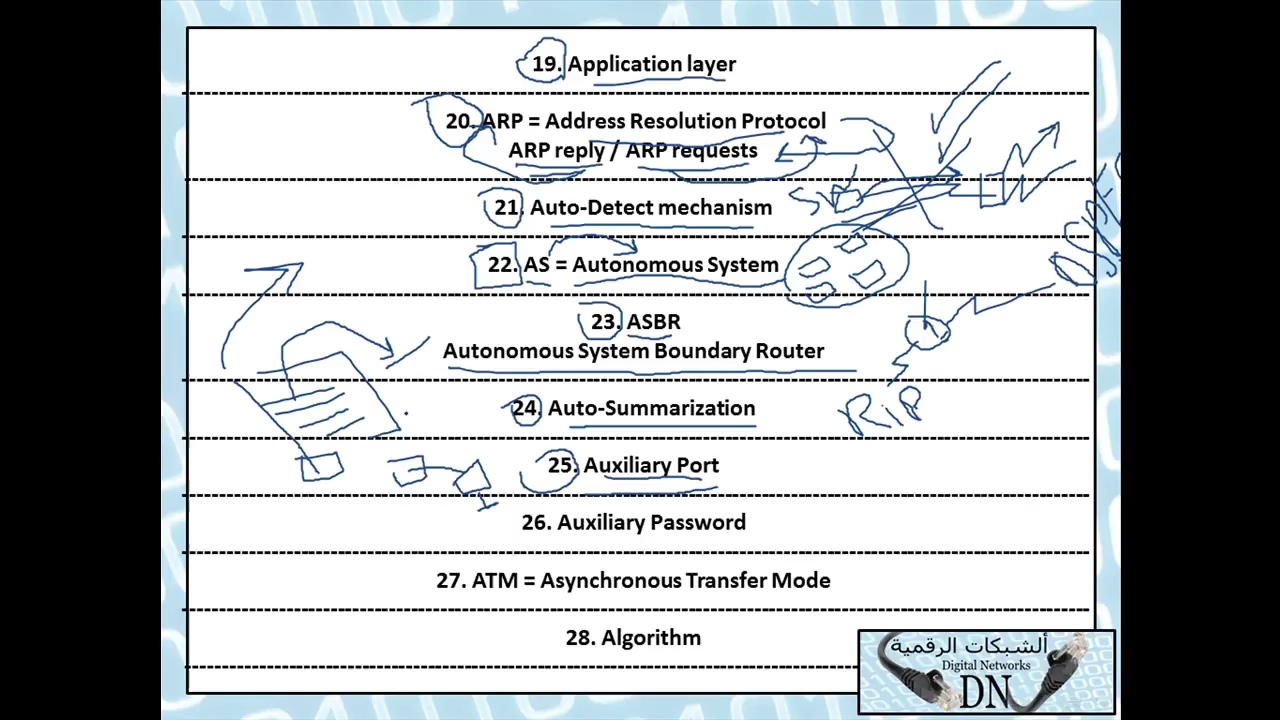 19. Application layer
20. ARP = Address Resolution Protocol
ARP reply / ARP requests
21. Auto-Detect mechanism
22. AS = Autonomous System
23. ASBR
Autonomous System Boundary Router
24. Auto-Summarization
RiP
25. Auxiliary Port
26. Auxiliary Password
27. ATM = Asynchronous Transfer Mode
28. Algorithm
ألشبكات الرقمية
Digital Networks
DN